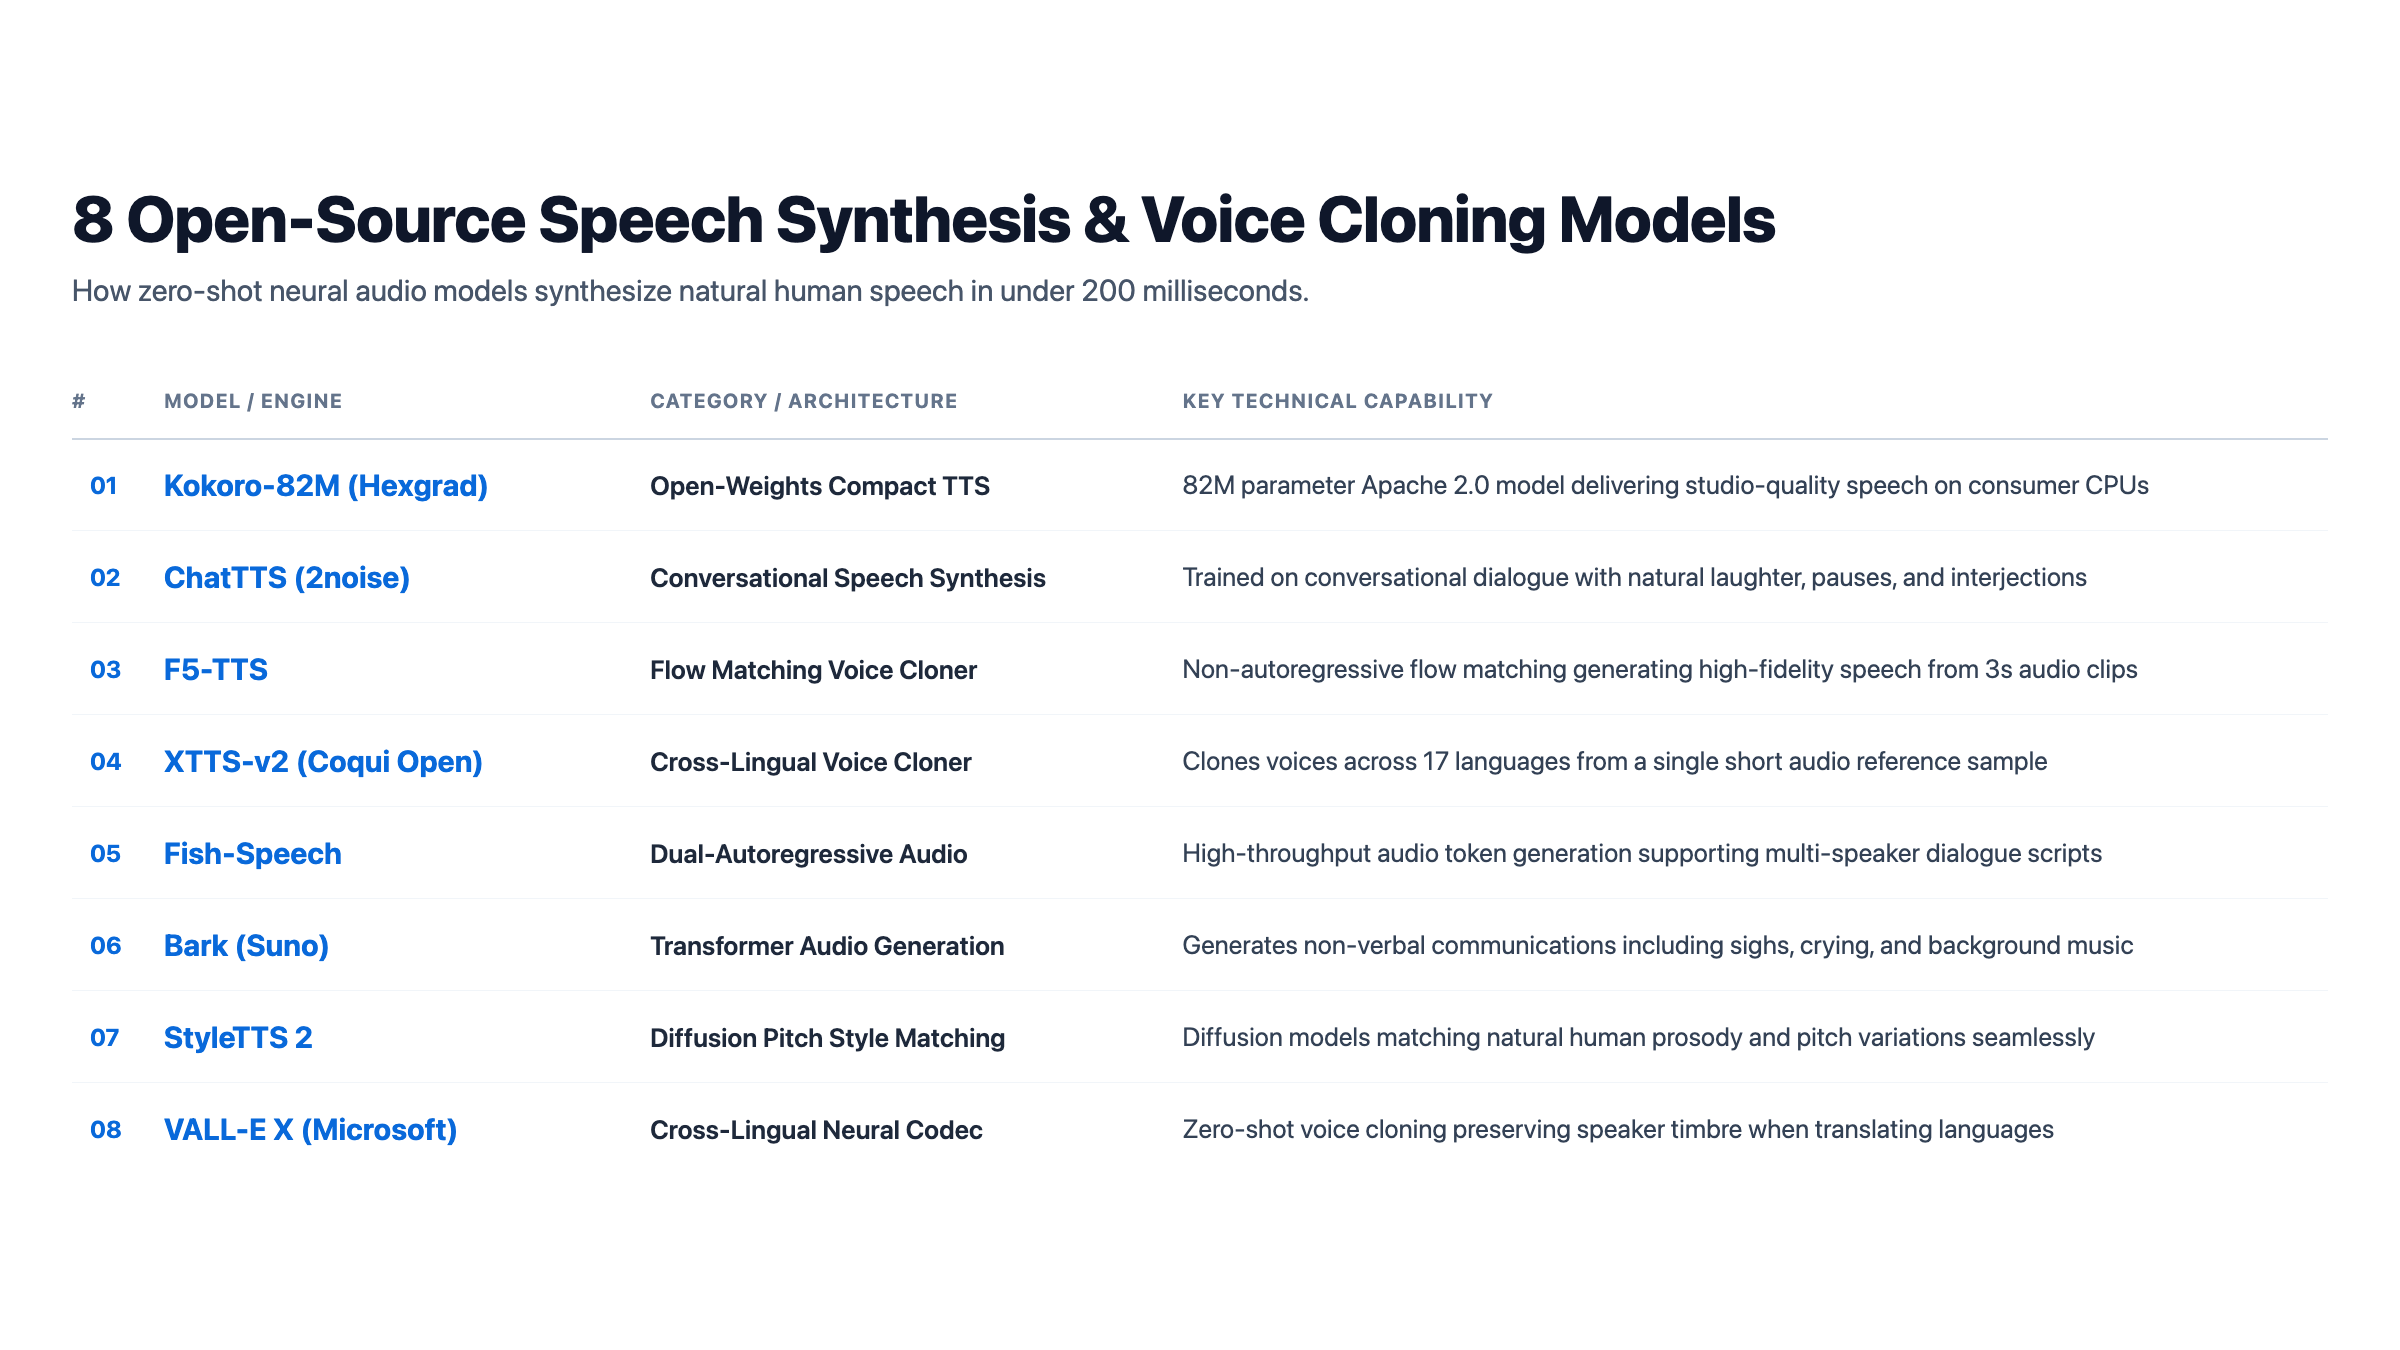 8 Open-Source Speech Synthesis & Voice Cloning Models
How zero-shot neural audio models synthesize natural human speech in under 200 milliseconds.
# MODEL / ENGINE CATEGORY / ARCHITECTURE KEY TECHNICAL CAPABILITY
01 Kokoro-82M (Hexgrad) Open-Weights Compact TTS 82M parameter Apache 2.0 model delivering studio-quality speech on consumer CPUs
02 ChatTTS (2noise) Conversational Speech Synthesis Trained on conversational dialogue with natural laughter, pauses, and interjections
03 F5-TTS Flow Matching Voice Cloner Non-autoregressive flow matching generating high-fidelity speech from 3s audio clips
04 XTTS-v2 (Coqui Open) Cross-Lingual Voice Cloner Clones voices across 17 languages from a single short audio reference sample
05 Fish-Speech Dual-Autoregressive Audio High-throughput audio token generation supporting multi-speaker dialogue scripts
06 Bark (Suno) Transformer Audio Generation Generates non-verbal communications including sighs, crying, and background music
07 StyleTTS 2 Diffusion Pitch Style Matching Diffusion models matching natural human prosody and pitch variations seamlessly
08 VALL-E X (Microsoft) Cross-Lingual Neural Codec Zero-shot voice cloning preserving speaker timbre when translating languages